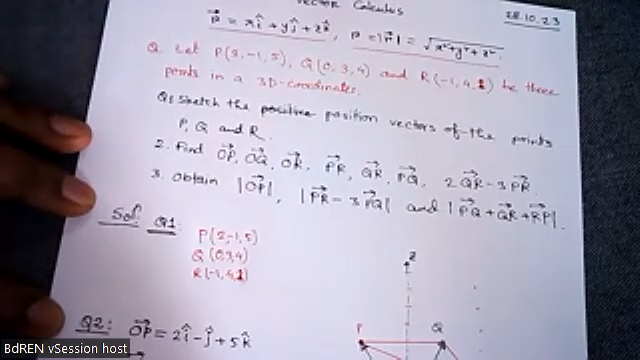 VECTOR CALCULUS
28.10.23
r⃗ = xî + yĵ + zk̂, r = |r⃗| = √x²+y²+z².
Q. Let P(2,-1,5), Q(0,3,4) and R(-1,4,1) be three
points in a 3D-coordinates.
Q1 Sketch the position vectors of the points
P, Q and R.
2. Find OP⃗, OQ⃗, OR⃗, PR⃗, QR⃗, PQ⃗, 2QR⃗-3PR⃗.
3. Obtain |OP⃗|, |PR⃗-3PQ⃗| and |PQ⃗+QR⃗+RP⃗|.
Sol: Q1:
P(2,-1,5)
Q(0,3,4)
R(-1,4,1)
Z
P Q
Q2: OP⃗ = 2î-ĵ+5k̂
BdREN vSession host